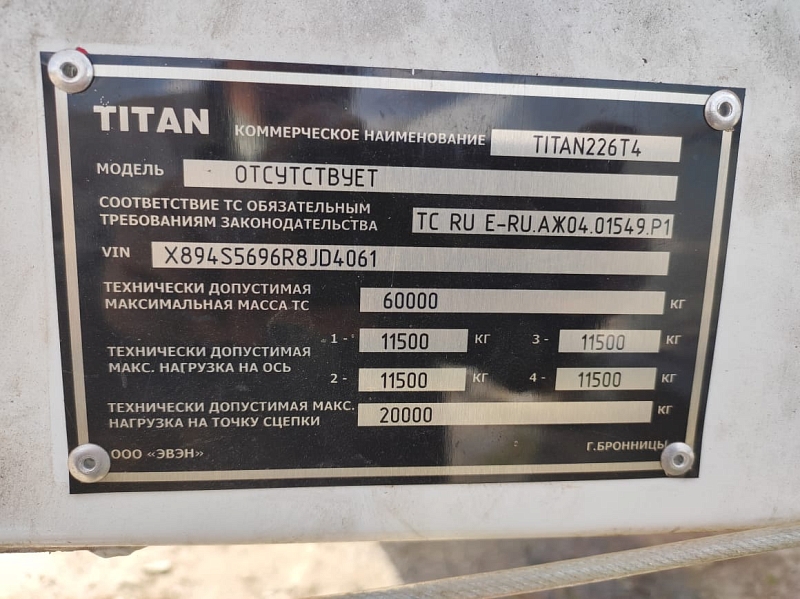 TITAN КОММЕРЧЕСКОЕ НАИМЕНОВАНИЕ TITAN226T4
МОДЕЛЬ ОТСУТСТВУЕТ
СООТВЕТСТВИЕ ТС ОБЯЗАТЕЛЬНЫМ
ТРЕБОВАНИЯМ ЗАКОНОДАТЕЛЬСТВА TC RU E-RU.АЖ04.01549.P1
VIN X894S5696R8JD4061
ТЕХНИЧЕСКИ ДОПУСТИМАЯ
МАКСИМАЛЬНАЯ МАССА ТС 60000 КГ
1 - 11500 КГ 3 - 11500 КГ
ТЕХНИЧЕСКИ ДОПУСТИМАЯ
МАКС. НАГРУЗКА НА ОСЬ
2 - 11500 КГ 4 - 11500 КГ
ТЕХНИЧЕСКИ ДОПУСТИМАЯ МАКС.
НАГРУЗКА НА ТОЧКУ СЦЕПКИ 20000 КГ
ООО «ЭВЭН» Г.БРОННИЦЫ